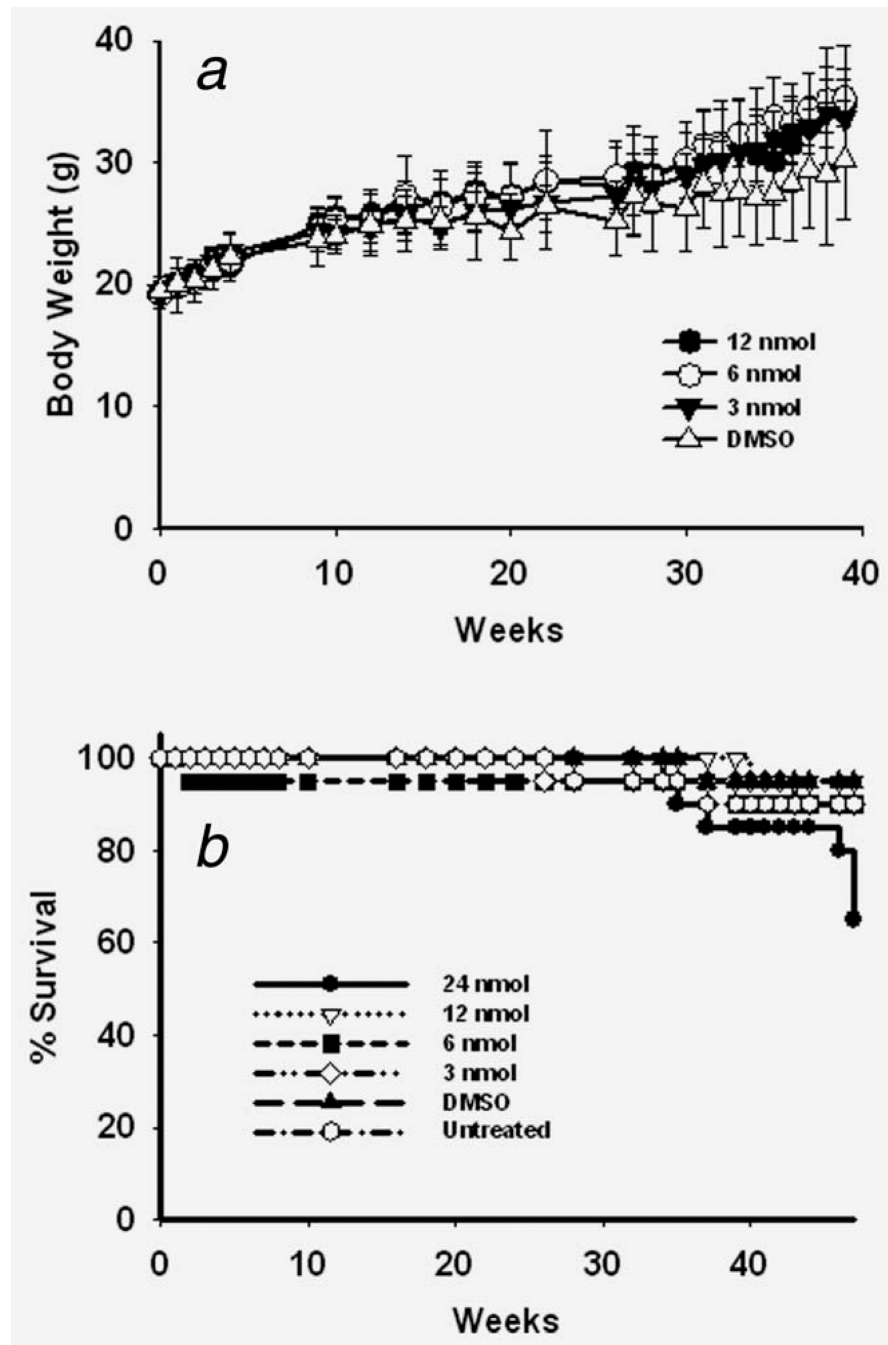 a
40
30
20
10
0
Body Weight (g)
12 nmol
6 nmol
3 nmol
DMSO
0 10 20 30 40
Weeks
100
80
60
40
20
0
% Survival
b
24 nmol
12 nmol
6 nmol
3 nmol
DMSO
Untreated
0 10 20 30 40
Weeks